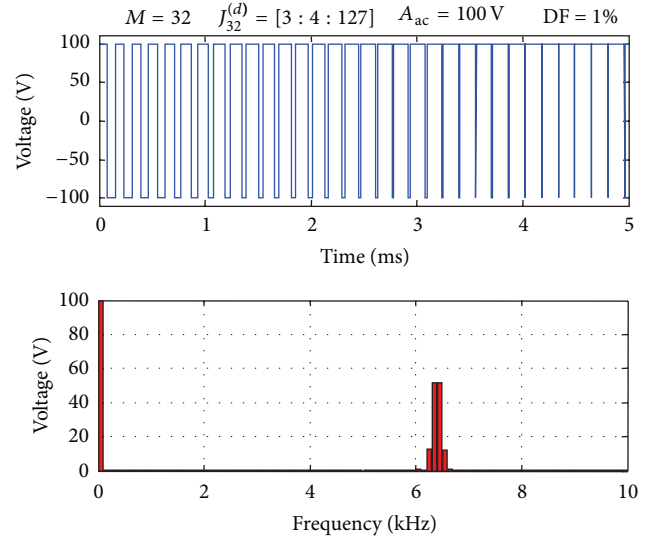 M = 32 J₃₂⁽ᵈ⁾ = [3 : 4 : 127] A_ac = 100 V DF = 1%
Voltage (V)
100
50
0
−50
−100
0 1 2 3 4 5
Time (ms)
Voltage (V)
100
80
60
40
20
0
0 2 4 6 8 10
Frequency (kHz)